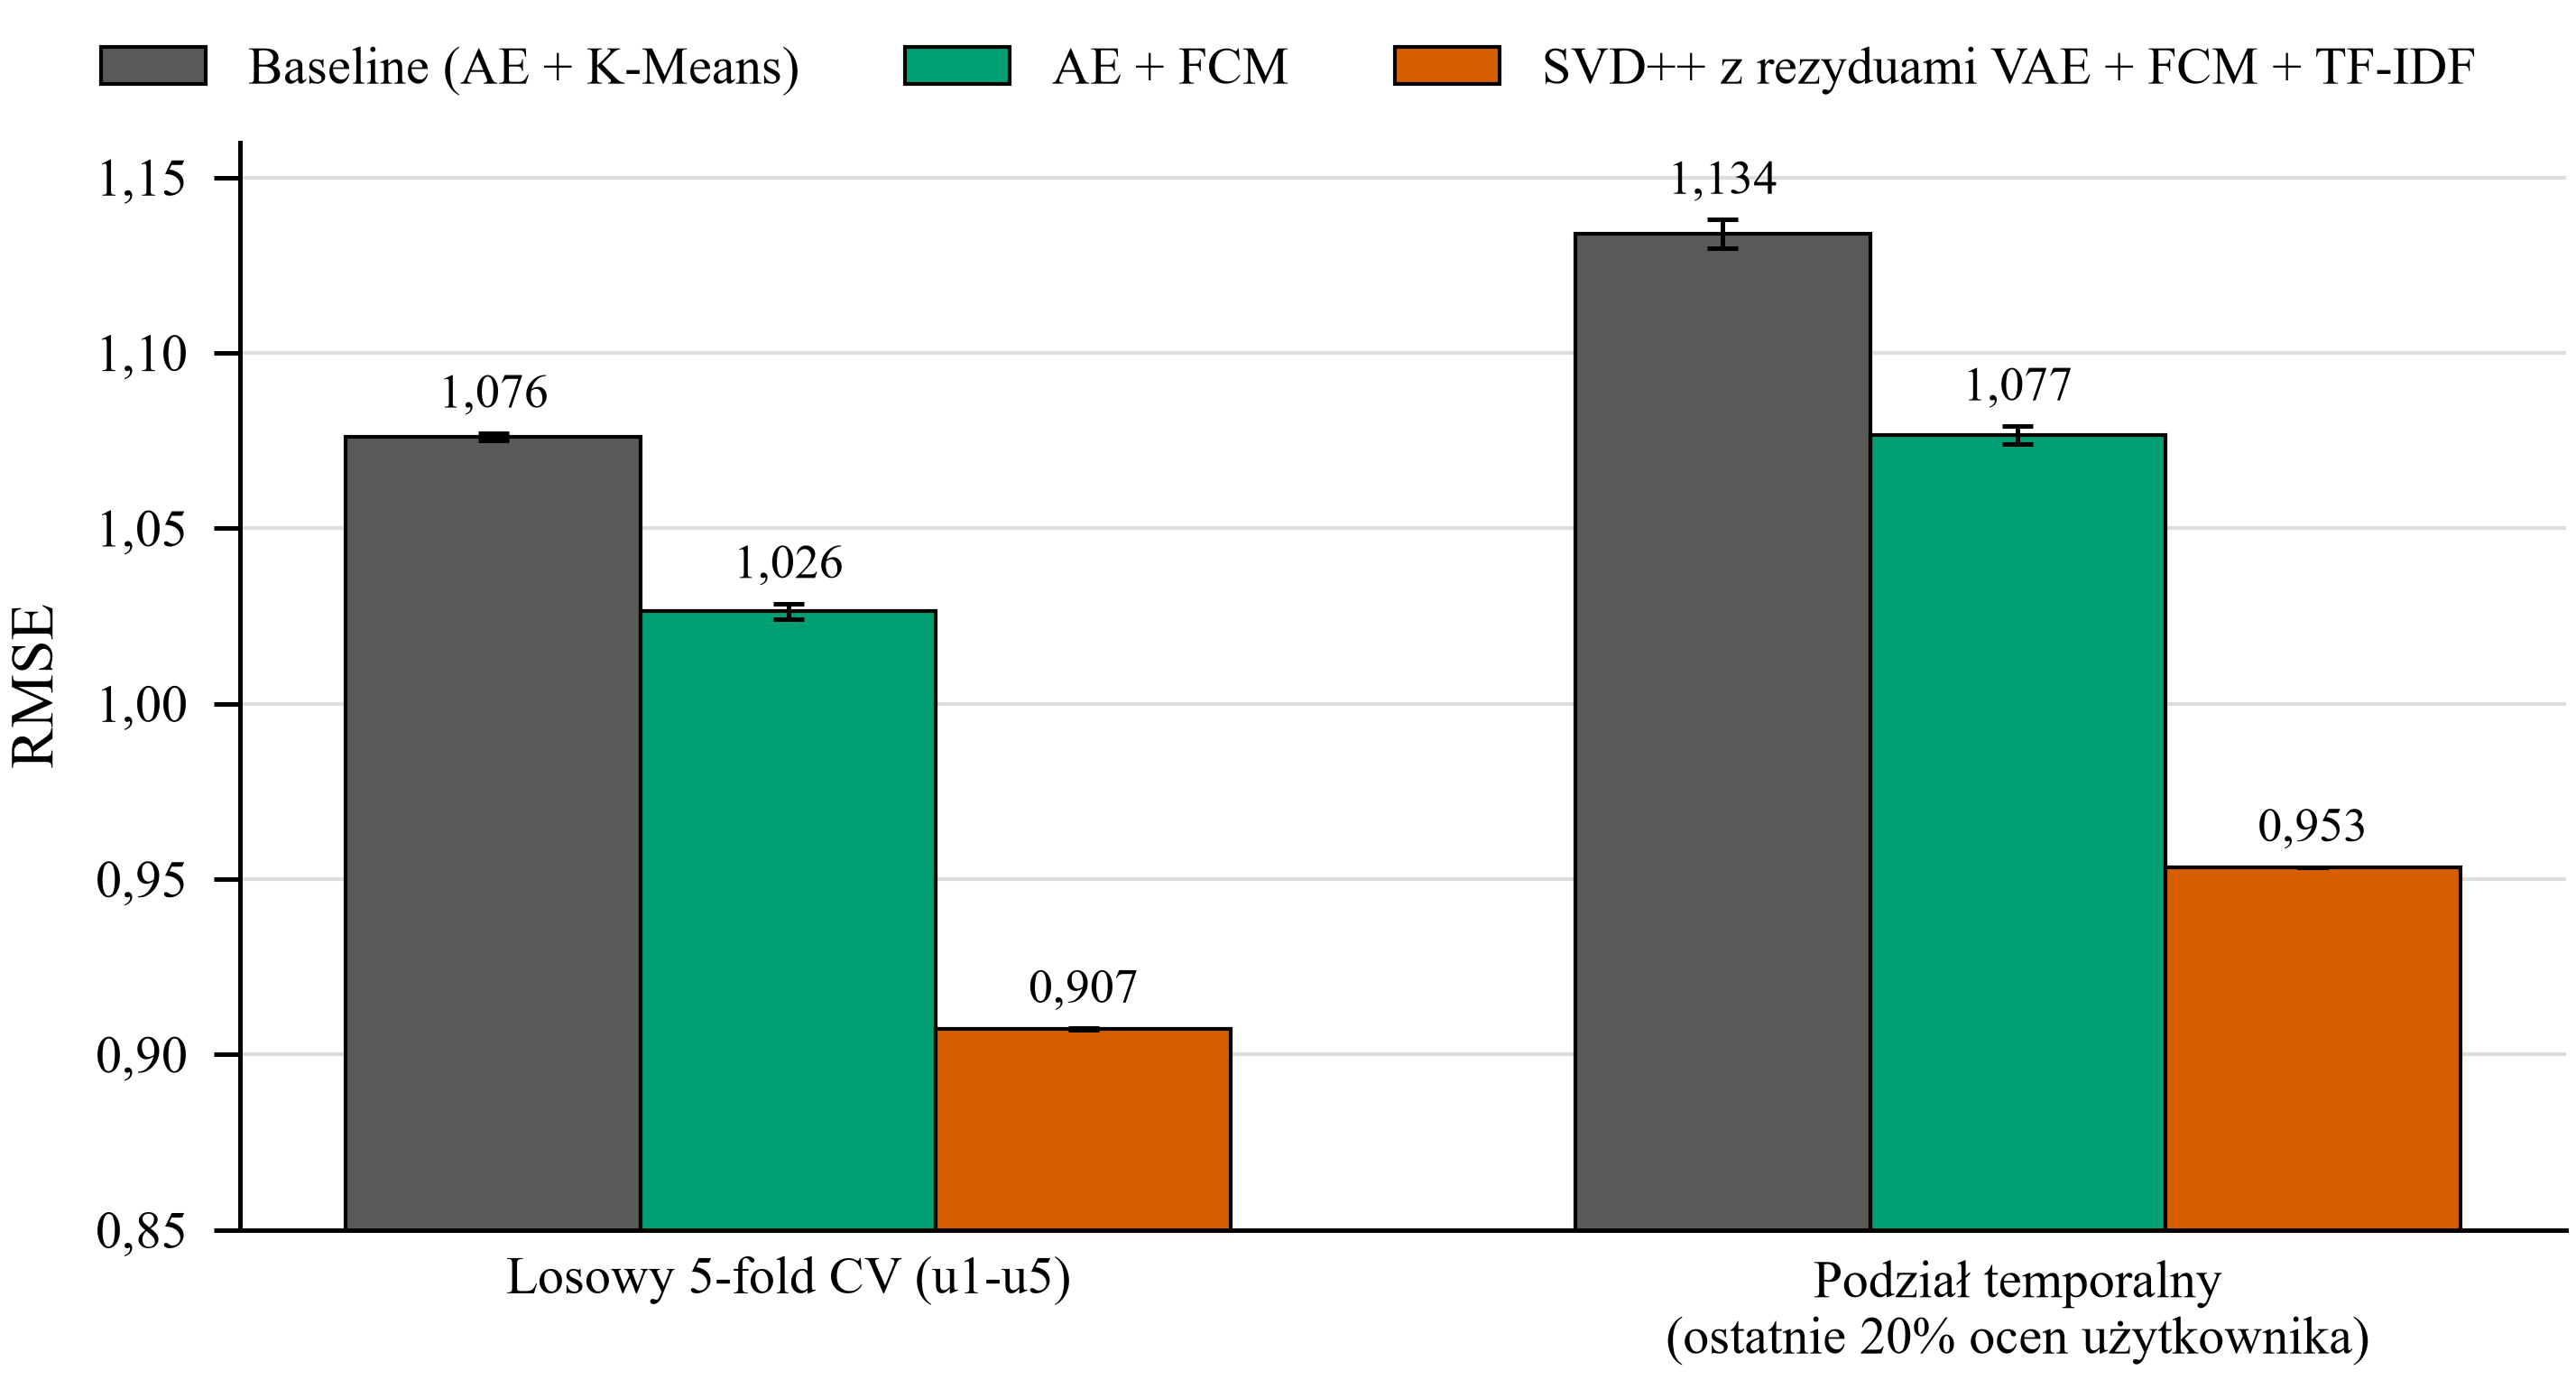 Baseline (AE + K-Means)
AE + FCM
SVD++ z rezyduami VAE + FCM + TF-IDF
RMSE
1,15
1,10
1,05
1,00
0,95
0,90
0,85
1,076
1,026
0,907
1,134
1,077
0,953
Losowy 5-fold CV (u1-u5)
Podział temporalny
(ostatnie 20% ocen użytkownika)